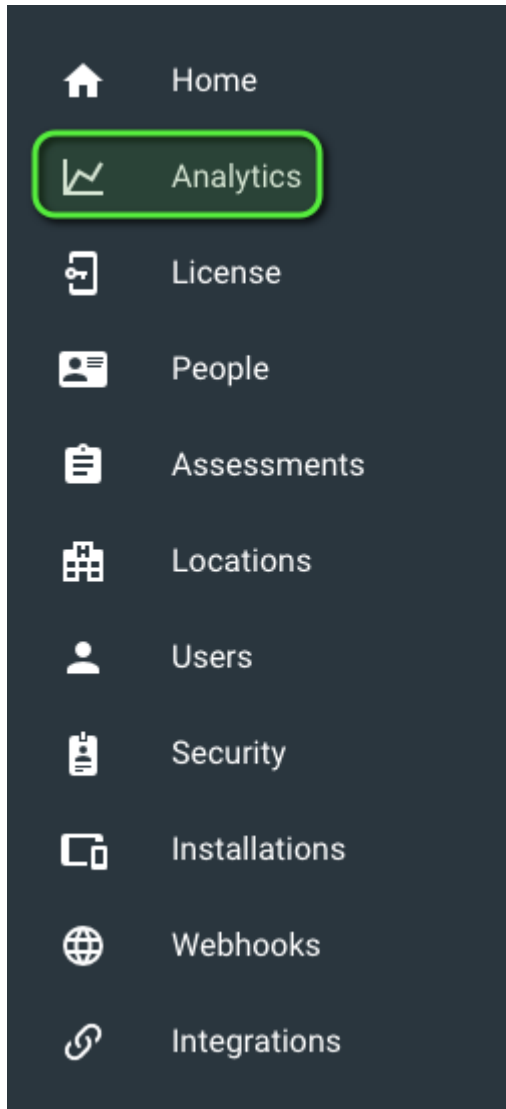 Home
Analytics
License
People
Assessments
Locations
Users
Security
Installations
Webhooks
Integrations